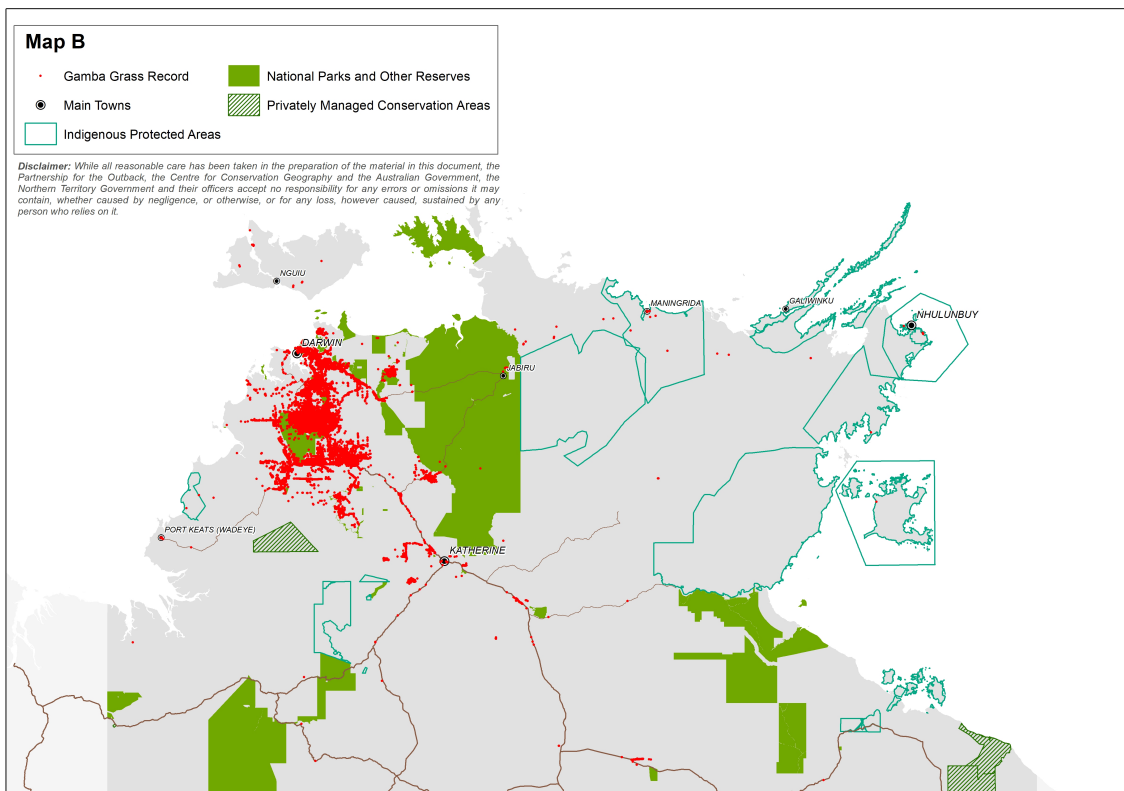 Map B
Gamba Grass Record
National Parks and Other Reserves
Main Towns
Privately Managed Conservation Areas
Indigenous Protected Areas
Disclaimer: While all reasonable care has been taken in the preparation of the material in this document, the
Partnership for the Outback, the Centre for Conservation Geography and the Australian Government, the
Northern Territory Government and their officers accept no responsibility for any errors or omissions it may
contain, whether caused by negligence, or otherwise, or for any loss, however caused, sustained by any
person who relies on it.
NGUIU
MANINGRIDA
GALIWINKU
NHULUNBUY
DARWIN
JABIRU
PORT KEATS (WADEYE)
KATHERINE